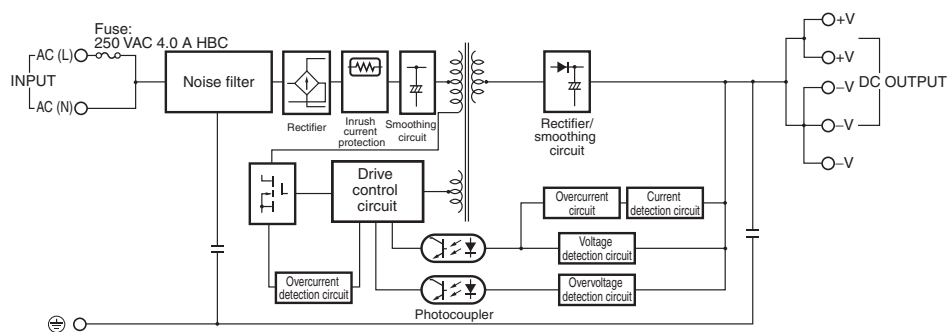 Fuse:
250 VAC 4.0 A HBC
AC (L)
INPUT
AC (N)
Noise filter
Rectifier
Inrush
current
protection
Smoothing
circuit
Rectifier/
smoothing
circuit
+V
+V
–V
DC OUTPUT
–V
–V
Drive
control
circuit
Overcurrent
circuit
Current
detection circuit
Voltage
detection circuit
Overcurrent
detection circuit
Overvoltage
detection circuit
Photocoupler